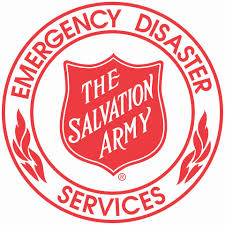 EMERGENCY DISASTER
THE
SALVATION
ARMY
®
SERVICES